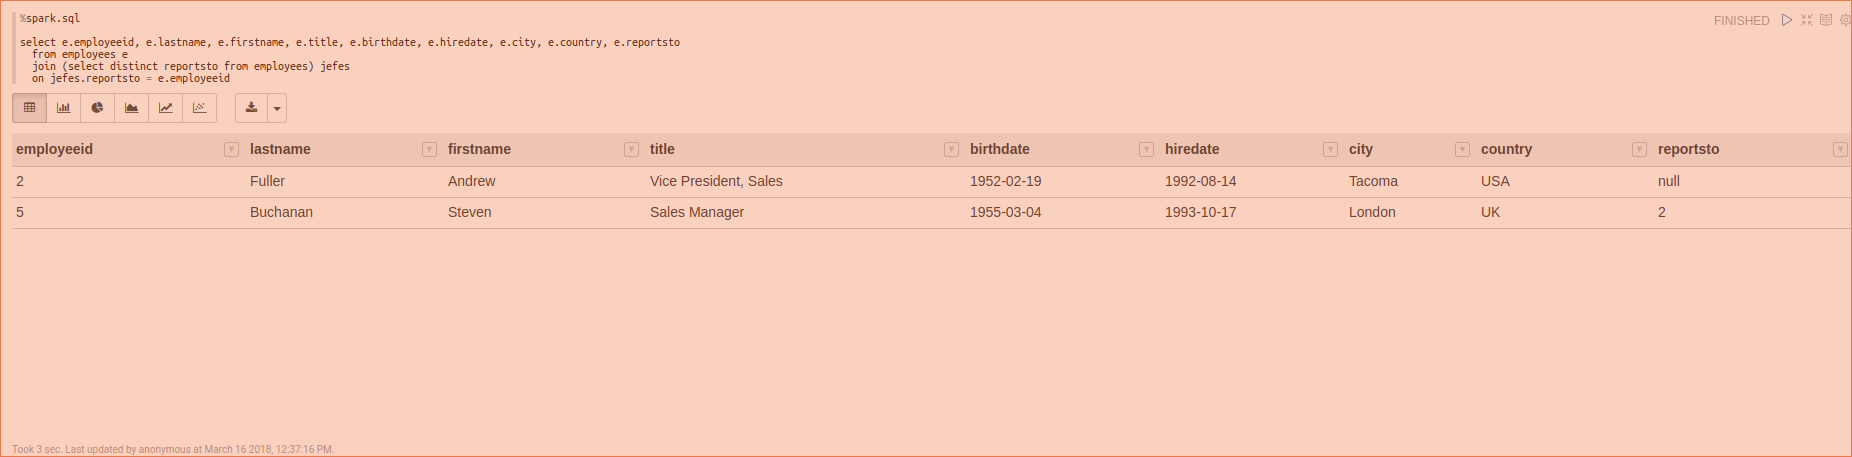 %spark.sql
FINISHED
select e.employeeid, e.lastname, e.firstname, e.title, e.birthdate, e.hiredate, e.city, e.country, e.reportsto
from employees e
join (select distinct reportsto from employees) jefes
on jefes.reportsto = e.employeeid
employeeid lastname firstname title birthdate hiredate city country reportsto
2 Fuller Andrew Vice President, Sales 1952-02-19 1992-08-14 Tacoma USA null
5 Buchanan Steven Sales Manager 1955-03-04 1993-10-17 London UK 2
Took 3 sec. Last updated by anonymous at March 16 2018, 12:37:16 PM.